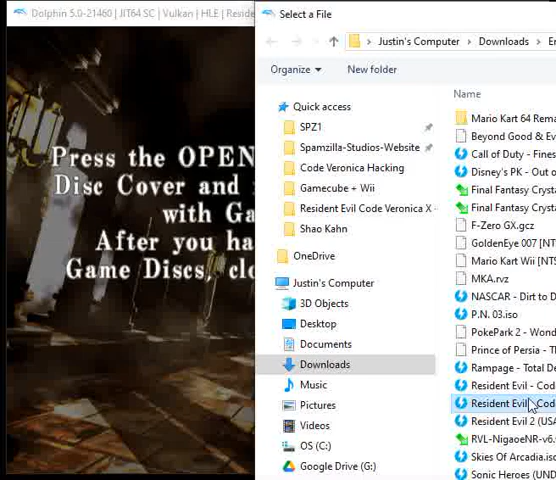 Dolphin 5.0-21460 | JIT64 SC | Vulkan | HLE | Reside
Press the OPEN
Disc Cover and
with Ga
After you ha
Game Discs, clo
Select a File
Justin's Computer > Downloads > En
Organize
New folder
Name
Quick access
SPZ1
Spamzilla-Studios-Website
Code Veronica Hacking
Gamecube + Wii
Resident Evil Code Veronica X -
Shao Kahn
OneDrive
Justin's Computer
3D Objects
Desktop
Documents
Downloads
Music
Pictures
Videos
OS (C:)
Google Drive (G:)
Mario Kart 64 Rema
Beyond Good & Ev
Call of Duty - Fines
Disney's PK - Out o
Final Fantasy Cryst
Final Fantasy Cryst
F-Zero GX.gcz
GoldenEye 007 [NT
Mario Kart Wii [NTS
MKA.rvz
NASCAR - Dirt to D
P.N. 03.iso
PokePark 2 - Wond
Prince of Persia - Th
Rampage - Total De
Resident Evil - Cod
Resident Evil - Cod
Resident Evil 2 (USA
RVL-NigaoeNR-v6.
Skies Of Arcadia.iso
Sonic Heroes (UND